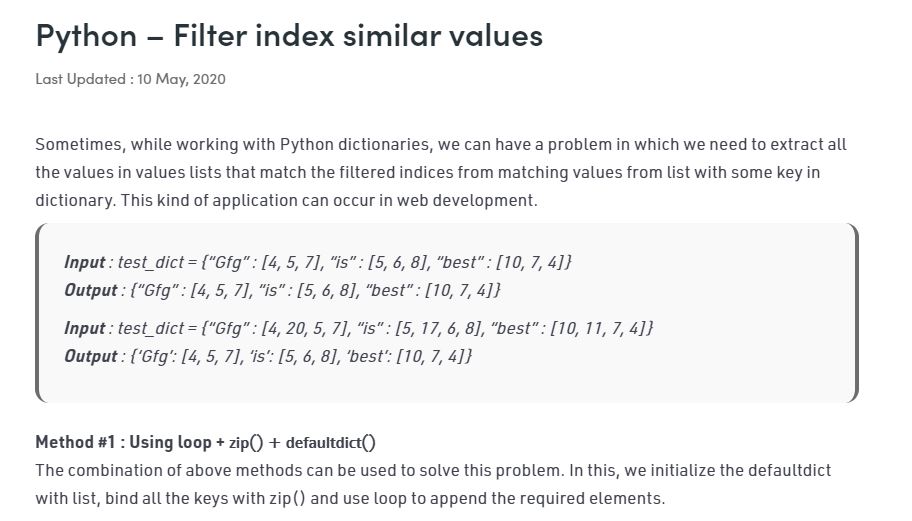 Python – Filter index similar values
Last Updated : 10 May, 2020
Sometimes, while working with Python dictionaries, we can have a problem in which we need to extract all
the values in values lists that match the filtered indices from matching values from list with some key in
dictionary. This kind of application can occur in web development.
Input : test_dict = {“Gfg” : [4, 5, 7], “is” : [5, 6, 8], “best” : [10, 7, 4]}
Output : {“Gfg” : [4, 5, 7], “is” : [5, 6, 8], “best” : [10, 7, 4]}
Input : test_dict = {“Gfg” : [4, 20, 5, 7], “is” : [5, 17, 6, 8], “best” : [10, 11, 7, 4]}
Output : {‘Gfg’: [4, 5, 7], ‘is’: [5, 6, 8], ‘best’: [10, 7, 4]}
Method #1 : Using loop + zip() + defaultdict()
The combination of above methods can be used to solve this problem. In this, we initialize the defaultdict
with list, bind all the keys with zip() and use loop to append the required elements.